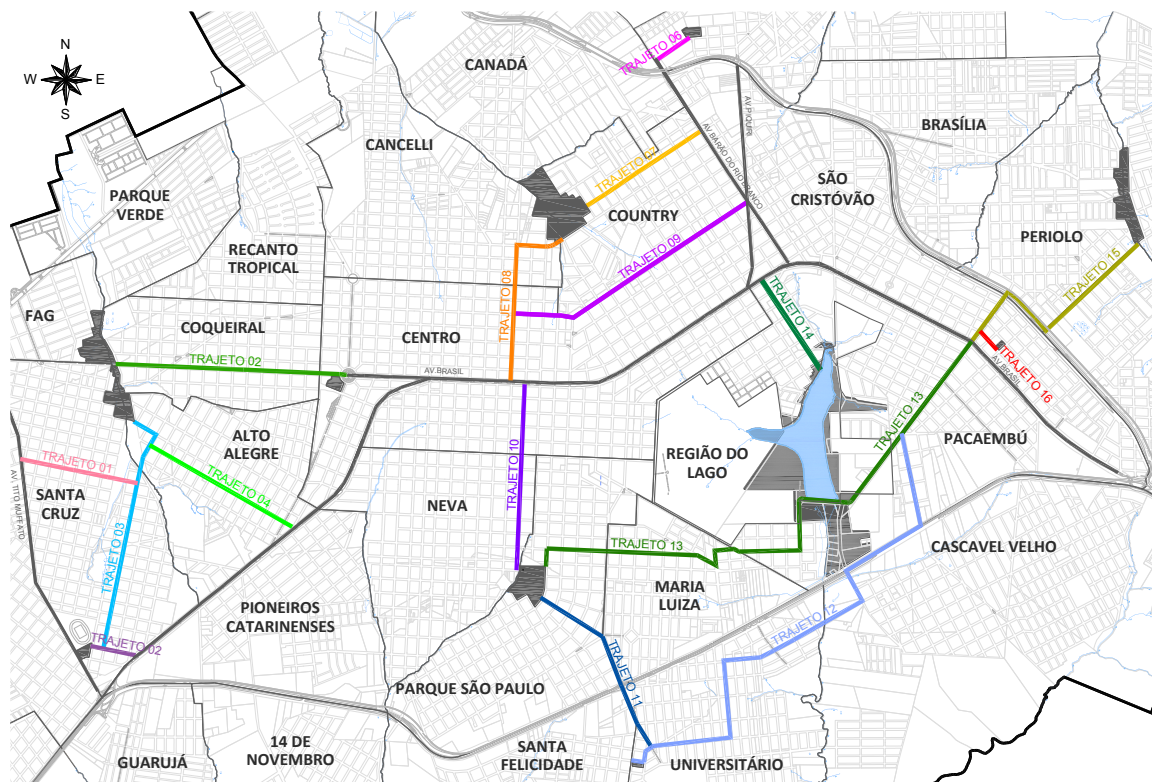 N
W
E
S
TRAJETO 06
CANADÁ
AV PIQUIRI
BRASÍLIA
AV BARÃO DO RIO BRANCO
CANCELLI
TRAJETO 07
PARQUE
VERDE
SÃO
CRISTÓVÃO
COUNTRY
PERIOLO
RECANTO
TROPICAL
TRAJETO 09
TRAJETO 15
TRAJETO 08
TRAJETO 14
FAG
COQUEIRAL
CENTRO
TRAJETO 02
AV BRASIL
AV BRASIL
TRAJETO 16
TRAJETO 13
ALTO
ALEGRE
TRAJETO 10
PACAEMBÚ
REGIÃO DO
LAGO
TRAJETO 01
TRAJETO 04
AV. TITO MUFFATO
SANTA
CRUZ
NEVA
TRAJETO 03
TRAJETO 13
CASCAVEL VELHO
MARIA
LUIZA
PIONEIROS
CATARINENSES
TRAJETO 12
TRAJETO 02
TRAJETO 11
PARQUE SÃO PAULO
14 DE
NOVEMBRO
SANTA
FELICIDADE
GUARUJÁ
UNIVERSITÁRIO